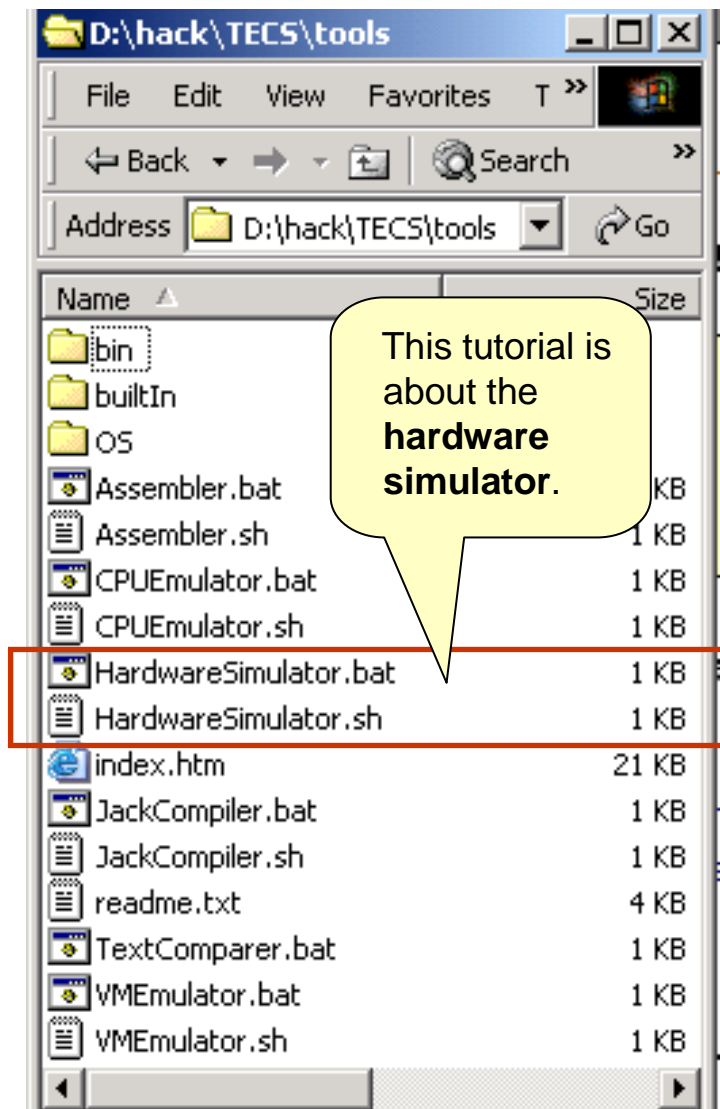 D:\hack\TECS\tools
File Edit View Favorites T »
Back Search »
Address D:\hack\TECS\tools Go
Name Size
bin
builtIn
OS
This tutorial is
about the
hardware
simulator.
Assembler.bat KB
Assembler.sh 1 KB
CPUEmulator.bat 1 KB
CPUEmulator.sh 1 KB
HardwareSimulator.bat 1 KB
HardwareSimulator.sh 1 KB
index.htm 21 KB
JackCompiler.bat 1 KB
JackCompiler.sh 1 KB
readme.txt 4 KB
TextComparer.bat 1 KB
VMEmulator.bat 1 KB
VMEmulator.sh 1 KB